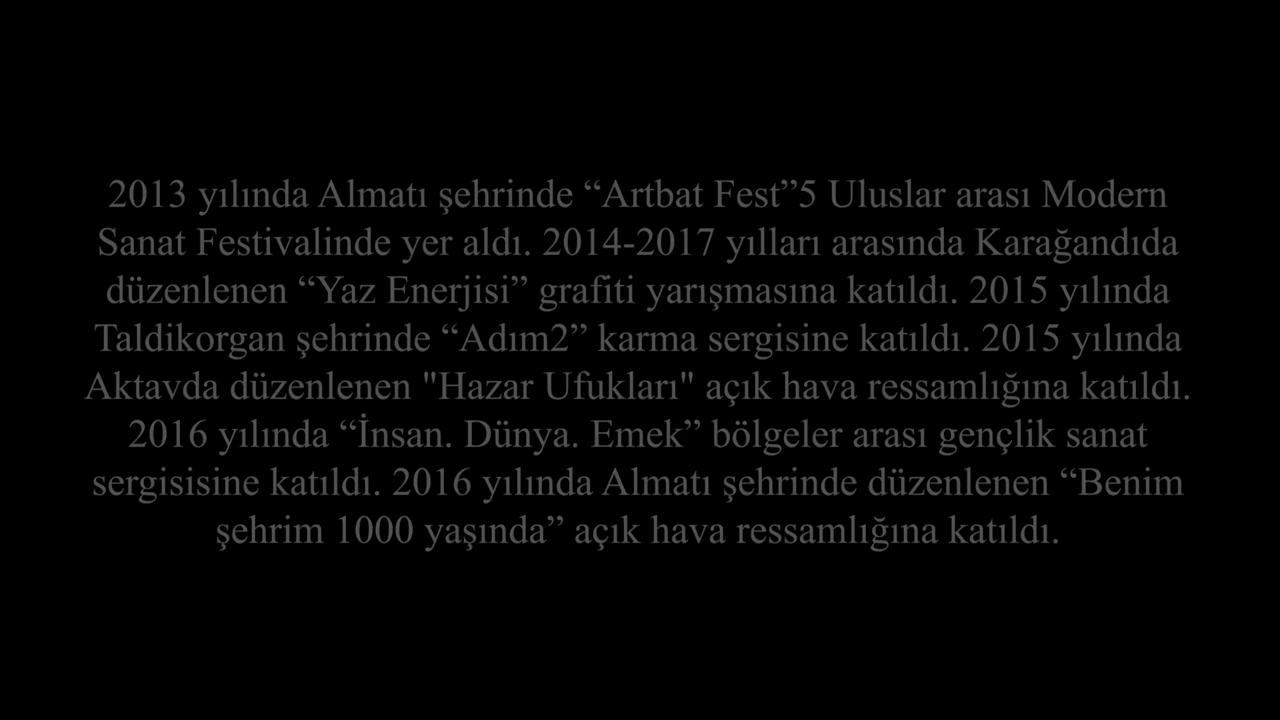 2013 yılında Almatı şehrinde “Artbat Fest”5 Uluslar arası Modern
Sanat Festivalinde yer aldı. 2014-2017 yılları arasında Karağandıda
düzenlenen “Yaz Enerjisi” grafiti yarışmasına katıldı. 2015 yılında
Taldikorgan şehrinde “Adım2” karma sergisine katıldı. 2015 yılında
Aktavda düzenlenen "Hazar Ufukları" açık hava ressamlığına katıldı.
2016 yılında “İnsan. Dünya. Emek” bölgeler arası gençlik sanat
sergisisine katıldı. 2016 yılında Almatı şehrinde düzenlenen “Benim
şehrim 1000 yaşında” açık hava ressamlığına katıldı.